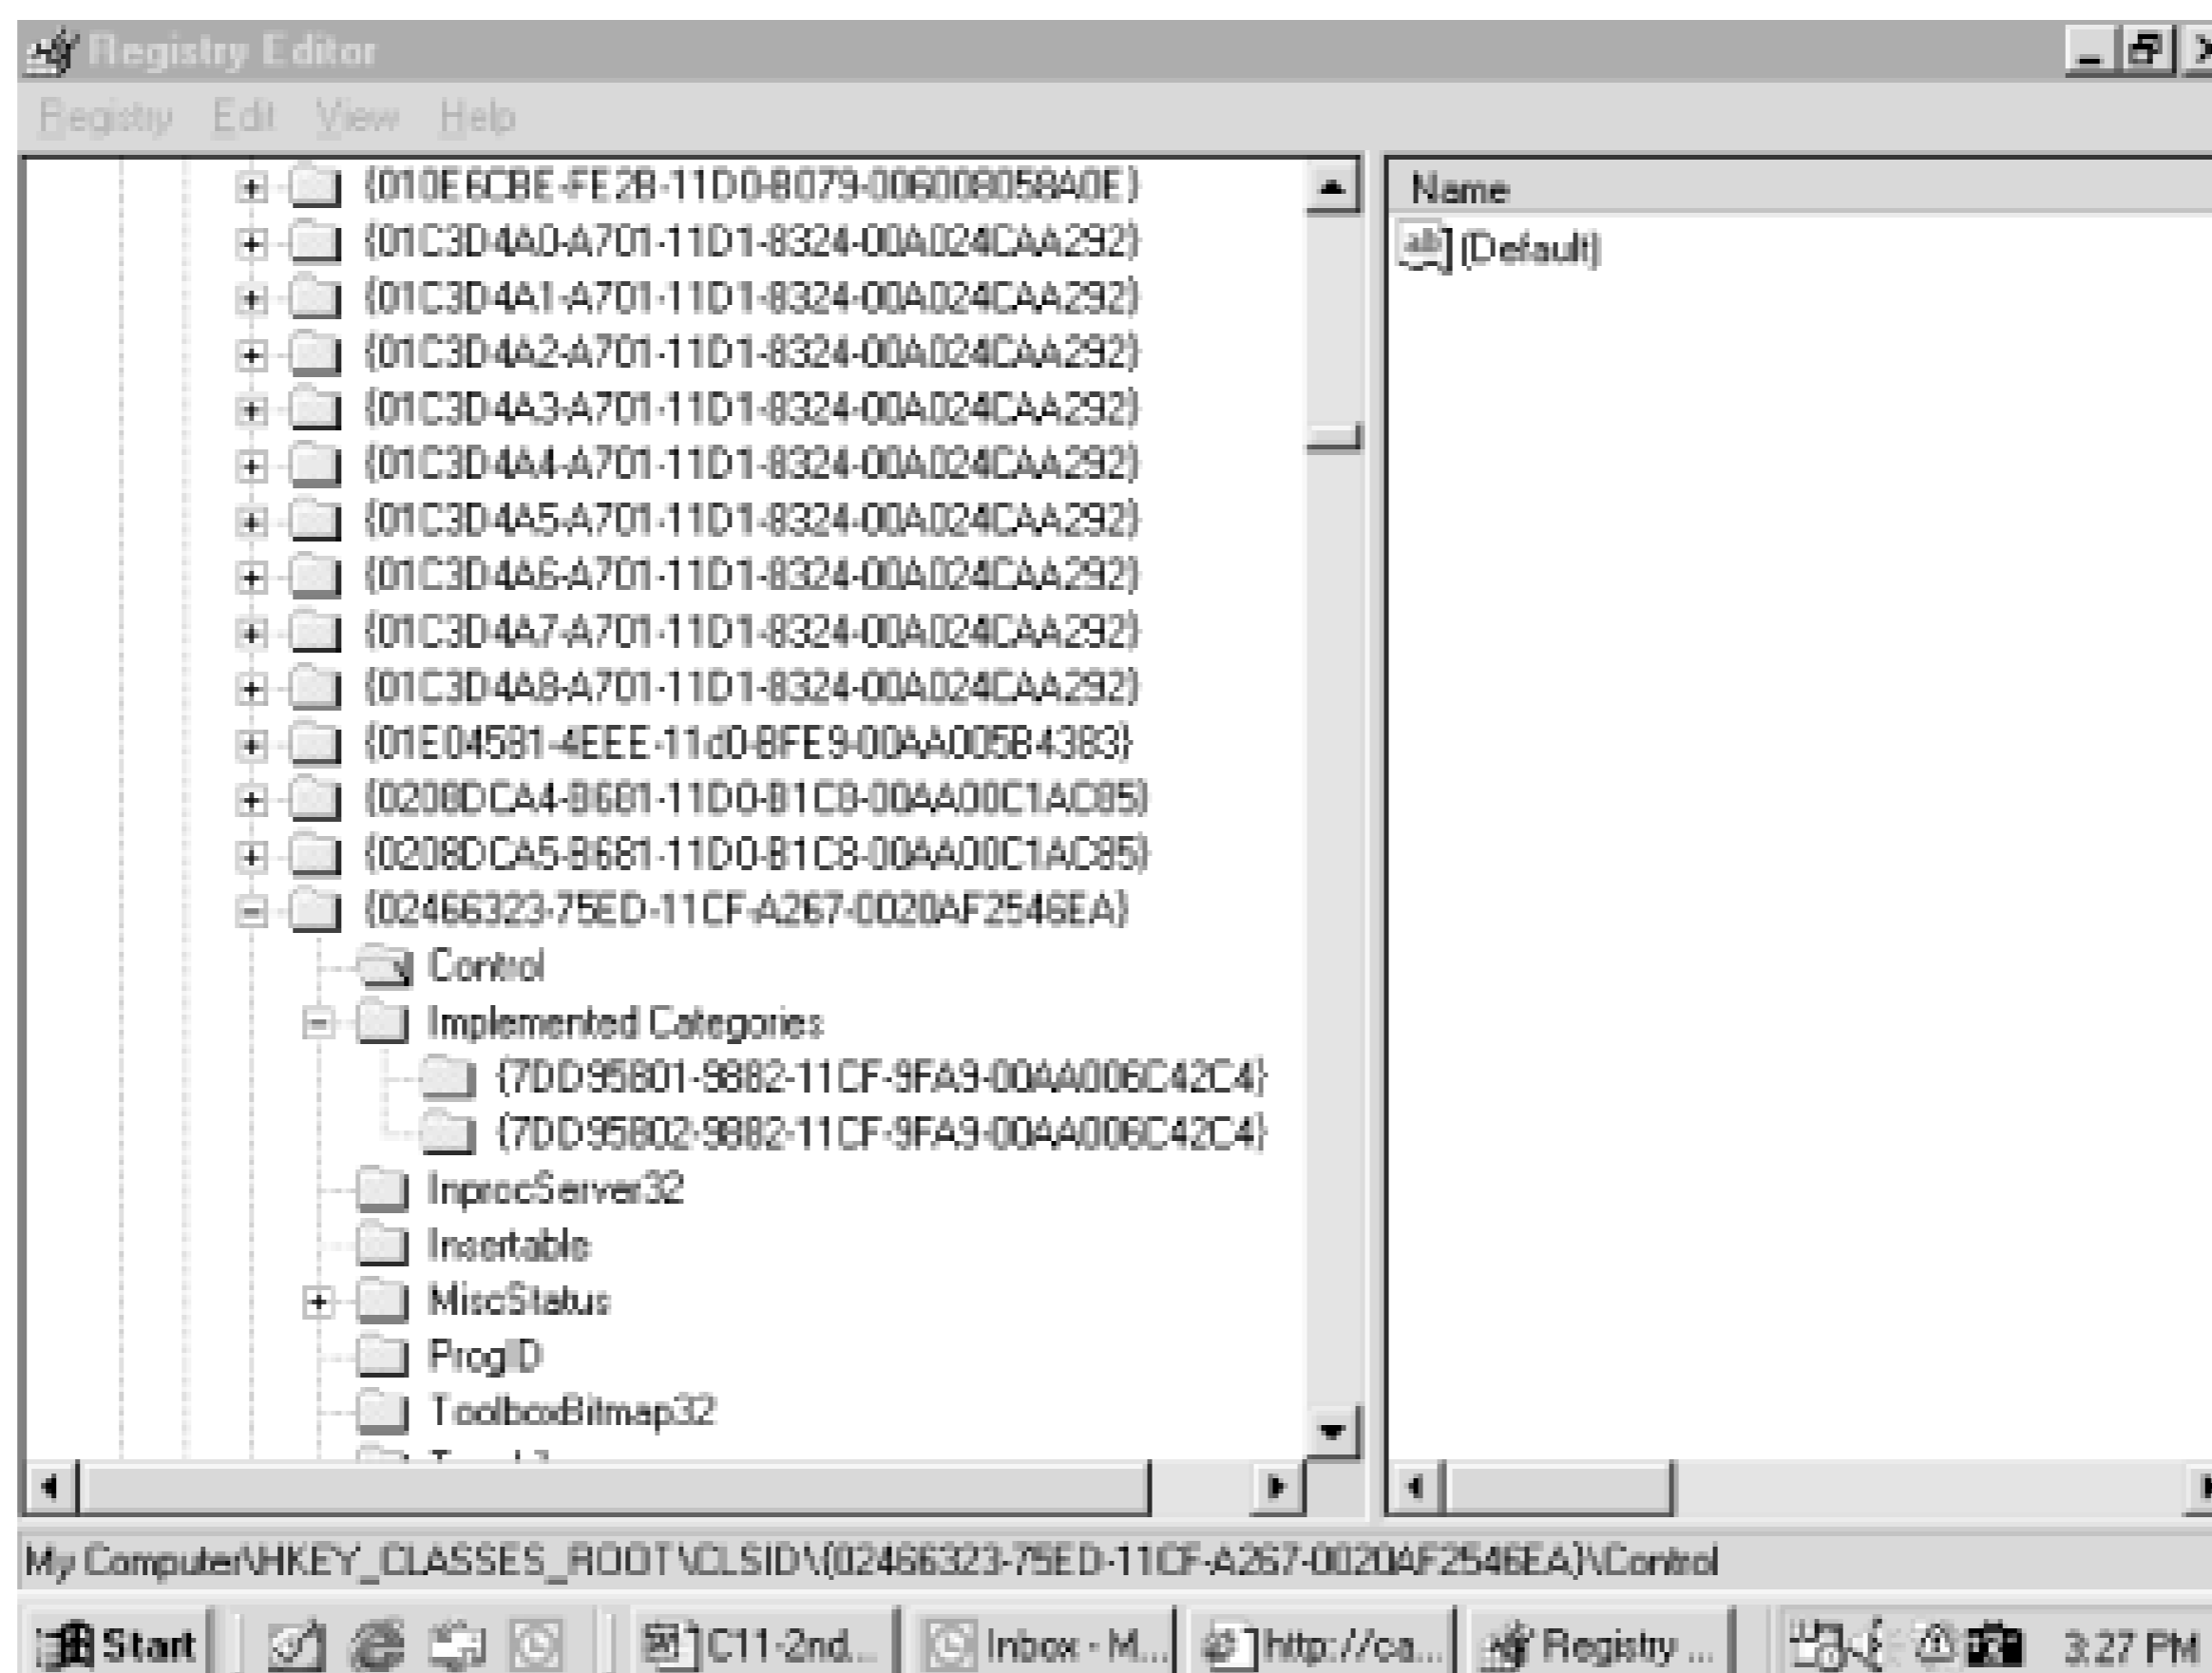 Registry Editor
Registry Edit View Help
{010E6CBE-FE2B-11D0-B079-006008058A0E}
{01C3D4A0-A701-11D1-8324-00A024CAA292}
{01C3D4A1-A701-11D1-8324-00A024CAA292}
{01C3D4A2-A701-11D1-8324-00A024CAA292}
{01C3D4A3-A701-11D1-8324-00A024CAA292}
{01C3D4A4-A701-11D1-8324-00A024CAA292}
{01C3D4A5-A701-11D1-8324-00A024CAA292}
{01C3D4A6-A701-11D1-8324-00A024CAA292}
{01C3D4A7-A701-11D1-8324-00A024CAA292}
{01C3D4A8-A701-11D1-8324-00A024CAA292}
{01E04581-4EEE-11d0-BFE9-00AA005B4383}
{0208DCA4-B681-11D0-81C8-00AA00C1AC85}
{0208DCA5-B681-11D0-81C8-00AA00C1AC85}
{02466323-75ED-11CF-A267-0020AF2546EA}
Control
Implemented Categories
{7DD95801-9882-11CF-9FA9-00AA006C42C4}
{7DD95802-9882-11CF-9FA9-00AA006C42C4}
InprocServer32
Insertable
MiscStatus
ProgID
ToolboxBitmap32
Name
(Default)
My Computer\HKEY_CLASSES_ROOT\CLSID\{02466323-75ED-11CF-A267-0020AF2546EA}\Control
Start C11-2nd... Inbox - M... http://ca... Registry ... 3:27 PM